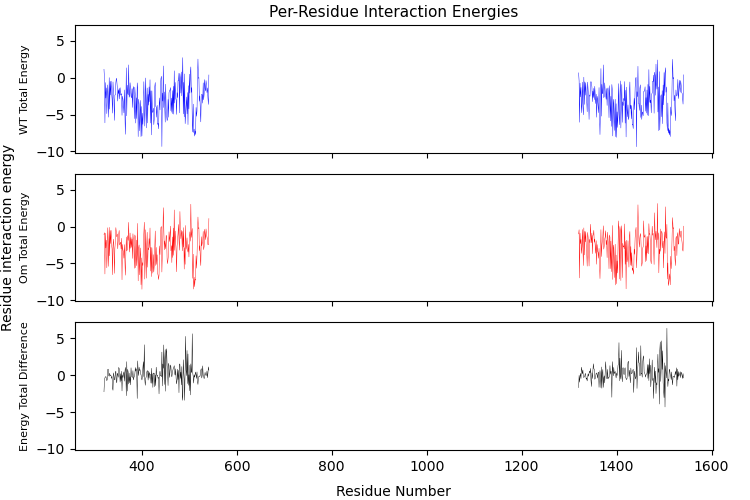 Per-Residue Interaction Energies
5
0
−5
−10
WT Total Energy
5
0
−5
−10
Om Total Energy
Residue interaction energy
5
0
−5
−10
Energy Total Difference
400 600 800 1000 1200 1400 1600
Residue Number